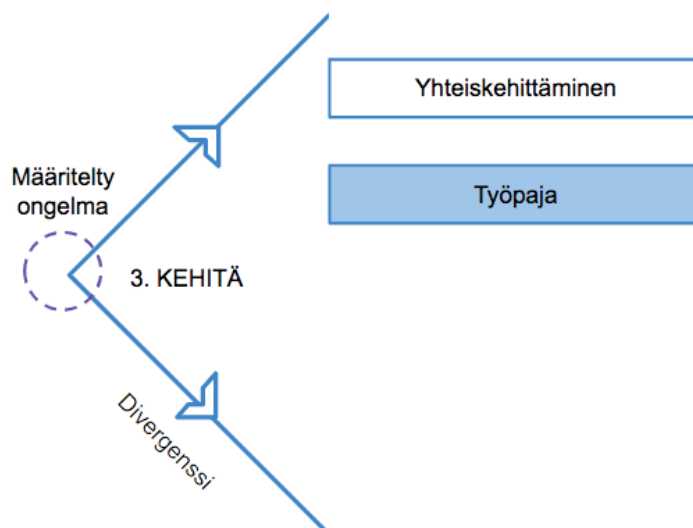 Yhteiskehittäminen
Määritelty
ongelma
Työpaja
3. KEHITÄ
Divergenssi